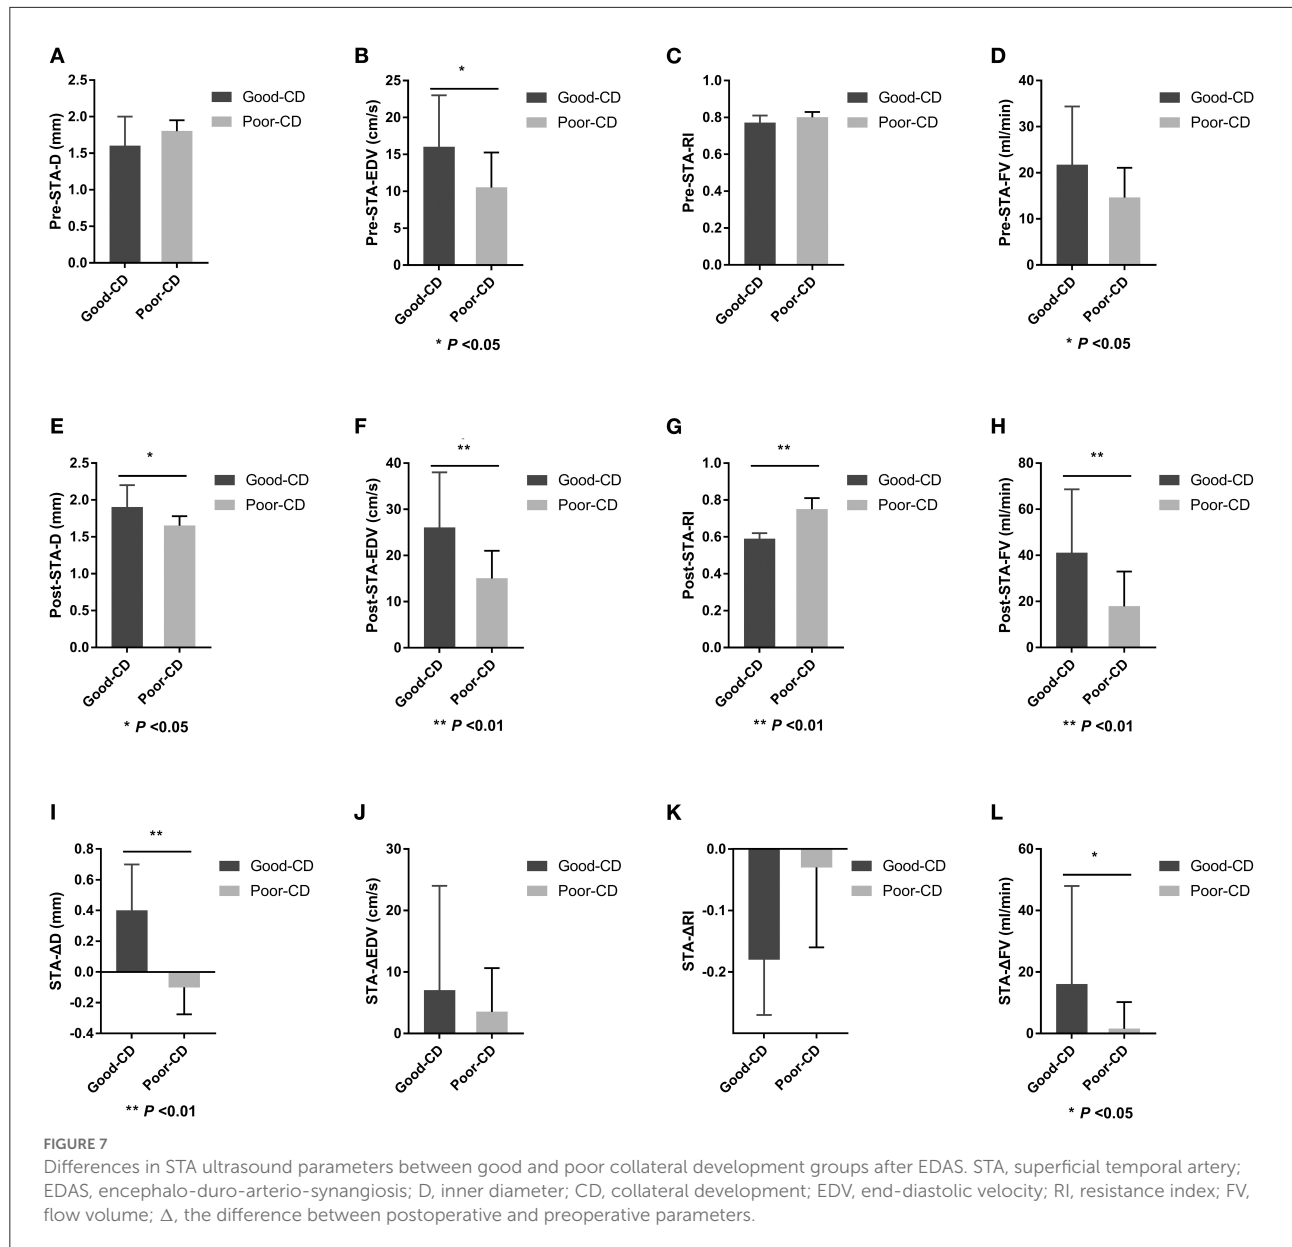 A
Pre-STA-D (mm)
2.5
2.0
1.5
1.0
0.5
0.0
Good-CD
Poor-CD
Good-CD
Poor-CD
B
*
Pre-STA-EDV (cm/s)
25
20
15
10
5
0
Good-CD
Poor-CD
Good-CD
Poor-CD
* P <0.05
C
Pre-STA-RI
1.0
0.8
0.6
0.4
0.2
0.0
Good-CD
Poor-CD
Good-CD
Poor-CD
D
Pre-STA-FV (ml/min)
40
30
20
10
0
Good-CD
Poor-CD
Good-CD
Poor-CD
* P <0.05
E
*
Post-STA-D (mm)
2.5
2.0
1.5
1.0
0.5
0.0
Good-CD
Poor-CD
Good-CD
Poor-CD
* P <0.05
F
**
Post-STA-EDV (cm/s)
40
30
20
10
0
Good-CD
Poor-CD
Good-CD
Poor-CD
** P <0.01
G
**
Post-STA-RI
1.0
0.8
0.6
0.4
0.2
0.0
Good-CD
Poor-CD
Good-CD
Poor-CD
** P <0.01
H
**
Post-STA-FV (ml/min)
80
60
40
20
0
Good-CD
Poor-CD
Good-CD
Poor-CD
** P <0.01
I
**
STA-ΔD (mm)
0.8
0.6
0.4
0.2
0.0
-0.2
-0.4
Good-CD
Poor-CD
Good-CD
Poor-CD
** P <0.01
J
STA-ΔEDV (cm/s)
30
20
10
0
Good-CD
Poor-CD
Good-CD
Poor-CD
K
STA-ΔRI
0.0
-0.1
-0.2
Good-CD
Poor-CD
Good-CD
Poor-CD
L
*
STA-ΔFV (ml/min)
60
40
20
0
Good-CD
Poor-CD
Good-CD
Poor-CD
* P <0.05
FIGURE 7
Differences in STA ultrasound parameters between good and poor collateral development groups after EDAS. STA, superficial temporal artery;
EDAS, encephalo-duro-arterio-synangiosis; D, inner diameter; CD, collateral development; EDV, end-diastolic velocity; RI, resistance index; FV,
flow volume; Δ, the difference between postoperative and preoperative parameters.